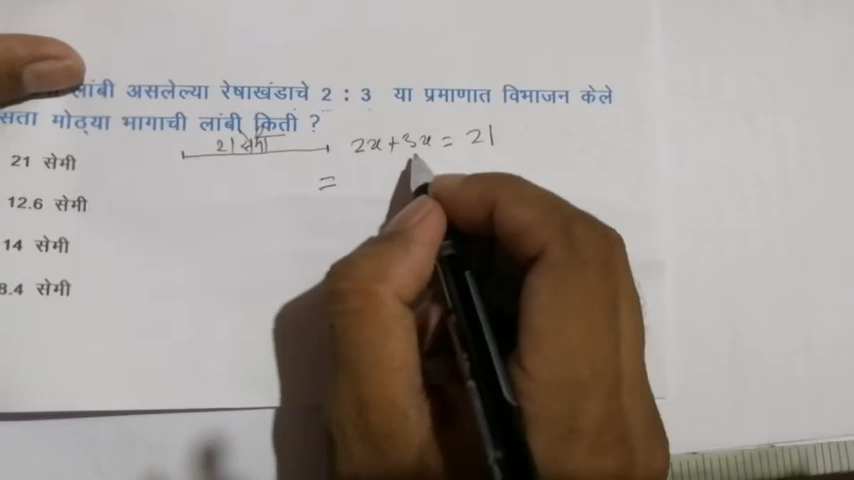 लांबी असलेल्या रेषाखंडाचे 2 : 3 या प्रमाणात विभाजन केले
सता मोठ्या भागाची लांबी किती ?
21 सेमी 2x+3x = 21
21 सेमी
=
12.6 सेमी
14 सेमी
8.4 सेमी